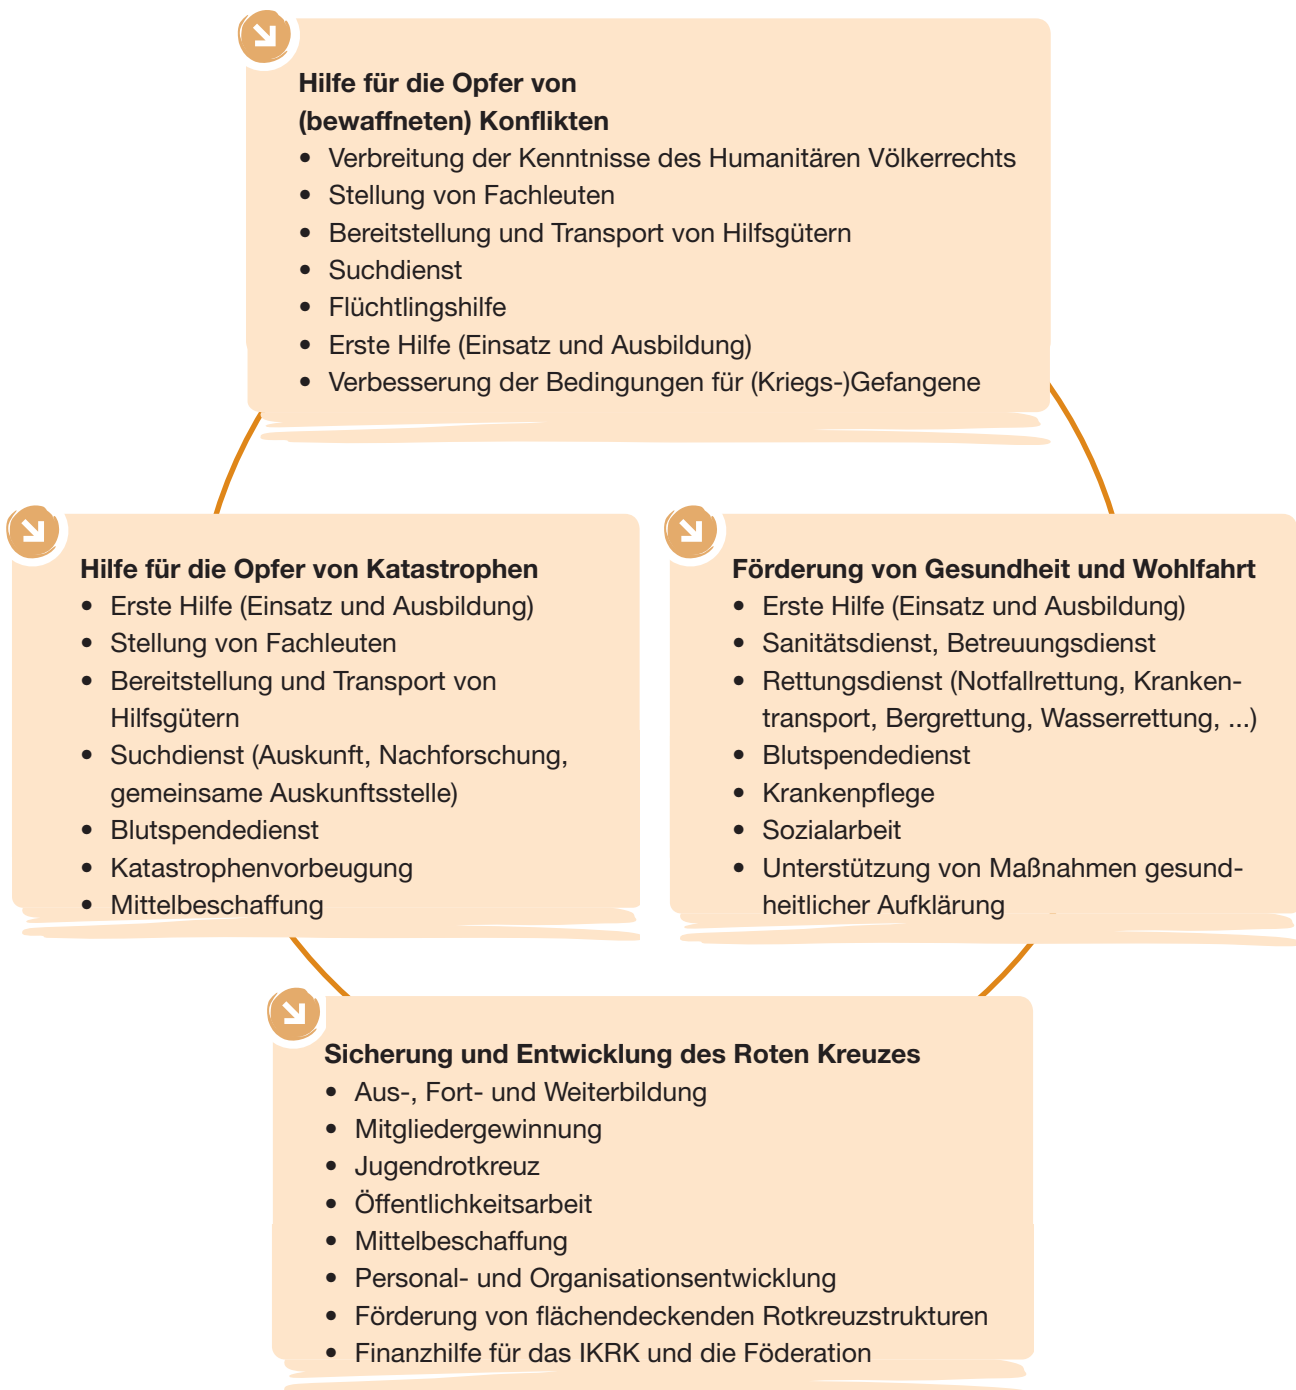 Hilfe für die Opfer von
(bewaffneten) Konflikten
• Verbreitung der Kenntnisse des Humanitären Völkerrechts
• Stellung von Fachleuten
• Bereitstellung und Transport von Hilfsgütern
• Suchdienst
• Flüchtlingshilfe
• Erste Hilfe (Einsatz und Ausbildung)
• Verbesserung der Bedingungen für (Kriegs-)Gefangene
Hilfe für die Opfer von Katastrophen
• Erste Hilfe (Einsatz und Ausbildung)
• Stellung von Fachleuten
• Bereitstellung und Transport von
Hilfsgütern
• Suchdienst (Auskunft, Nachforschung,
gemeinsame Auskunftsstelle)
• Blutspendedienst
• Katastrophenvorbeugung
• Mittelbeschaffung
Förderung von Gesundheit und Wohlfahrt
• Erste Hilfe (Einsatz und Ausbildung)
• Sanitätsdienst, Betreuungsdienst
• Rettungsdienst (Notfallrettung, Kranken-
transport, Bergrettung, Wasserrettung, ...)
• Blutspendedienst
• Krankenpflege
• Sozialarbeit
• Unterstützung von Maßnahmen gesund-
heitlicher Aufklärung
Sicherung und Entwicklung des Roten Kreuzes
• Aus-, Fort- und Weiterbildung
• Mitgliedergewinnung
• Jugendrotkreuz
• Öffentlichkeitsarbeit
• Mittelbeschaffung
• Personal- und Organisationsentwicklung
• Förderung von flächendeckenden Rotkreuzstrukturen
• Finanzhilfe für das IKRK und die Föderation